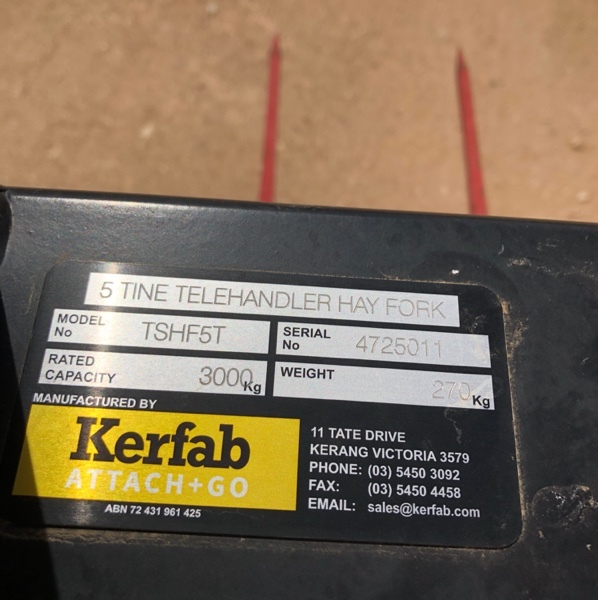 5 TINE TELEHANDLER HAY FORK
MODEL No TSHF5T
SERIAL No 4725011
RATED CAPACITY 3000 Kg
WEIGHT 270 Kg
MANUFACTURED BY
Kerfab
ATTACH+GO
ABN 72 431 961 425
11 TATE DRIVE
KERANG VICTORIA 3579
PHONE: (03) 5450 3092
FAX: (03) 5450 4458
EMAIL: sales@kerfab.com